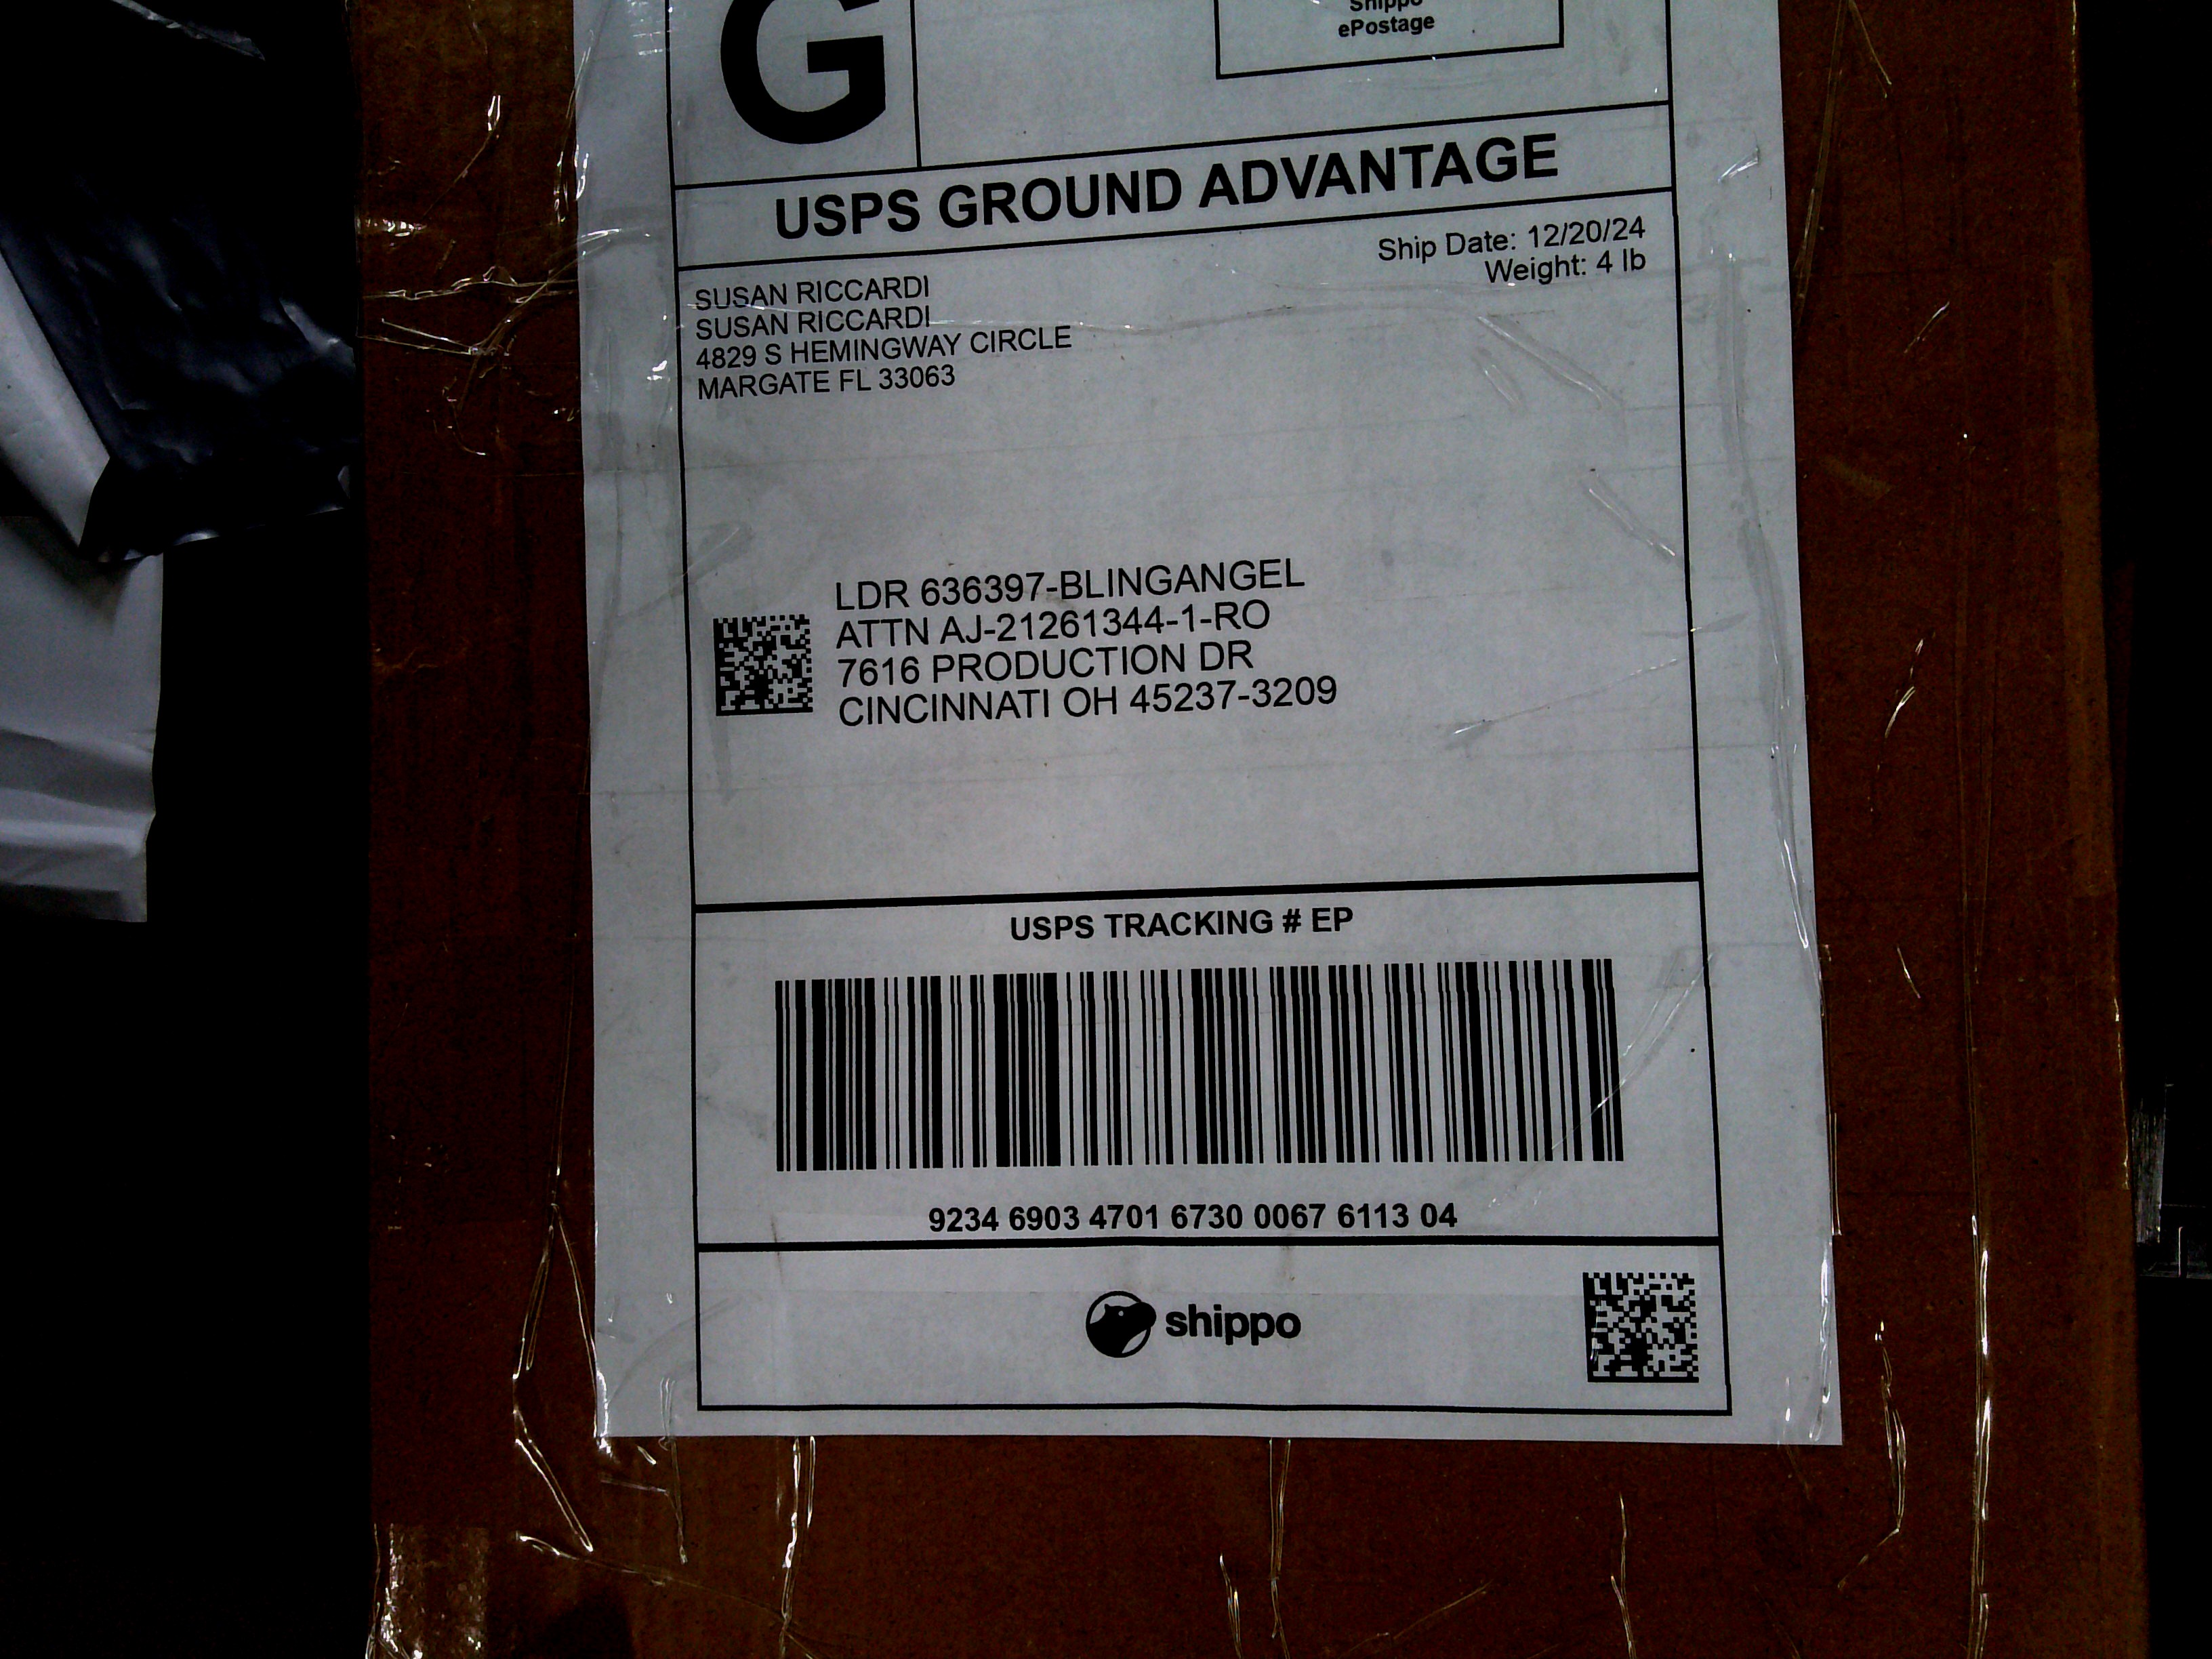 G
Shippo
ePostage
USPS GROUND ADVANTAGE
Ship Date: 12/20/24
Weight: 4 lb
SUSAN RICCARDI
SUSAN RICCARDI
4829 S HEMINGWAY CIRCLE
MARGATE FL 33063
LDR 636397-BLINGANGEL
ATTN AJ-21261344-1-RO
7616 PRODUCTION DR
CINCINNATI OH 45237-3209
USPS TRACKING # EP
9234 6903 4701 6730 0067 6113 04
shippo